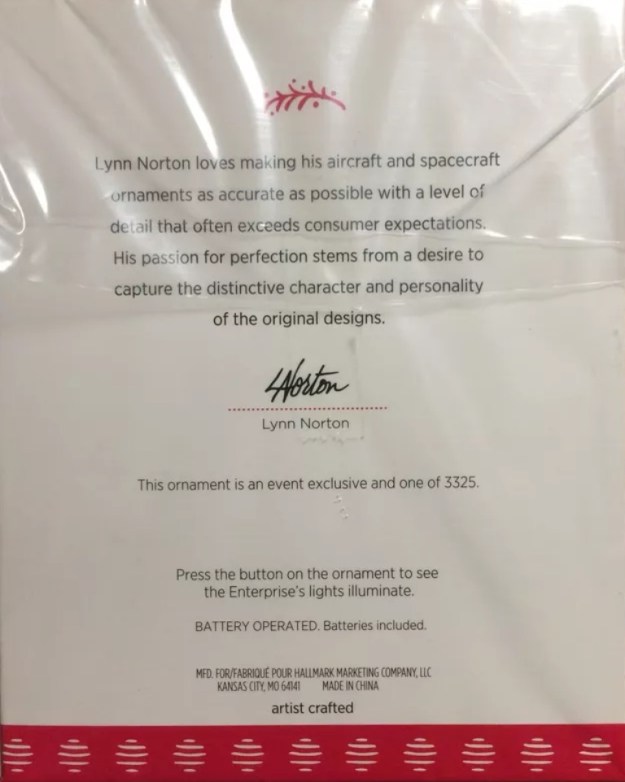 Lynn Norton loves making his aircraft and spacecraft
ornaments as accurate as possible with a level of
detail that often exceeds consumer expectations.
His passion for perfection stems from a desire to
capture the distinctive character and personality
of the original designs.
LNorton
Lynn Norton
This ornament is an event exclusive and one of 3325.
Press the button on the ornament to see
the Enterprise's lights illuminate.
BATTERY OPERATED. Batteries included.
MFD. FOR/FABRIQUÉ POUR HALLMARK MARKETING COMPANY, LLC
KANSAS CITY, MO 64141 MADE IN CHINA
artist crafted